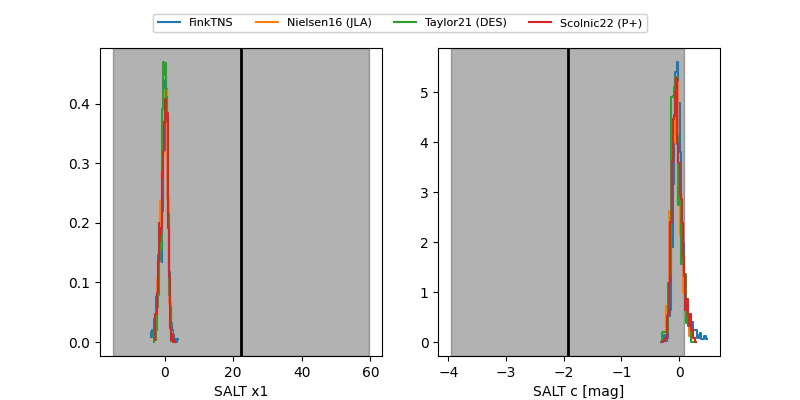 FinkTNS Nielsen16 (JLA) Taylor21 (DES) Scolnic22 (P+)
0.4
0.3
0.2
0.1
0.0
0 20 40 60
SALT x1
5
4
3
2
1
0
−4 −3 −2 −1 0
SALT c [mag]